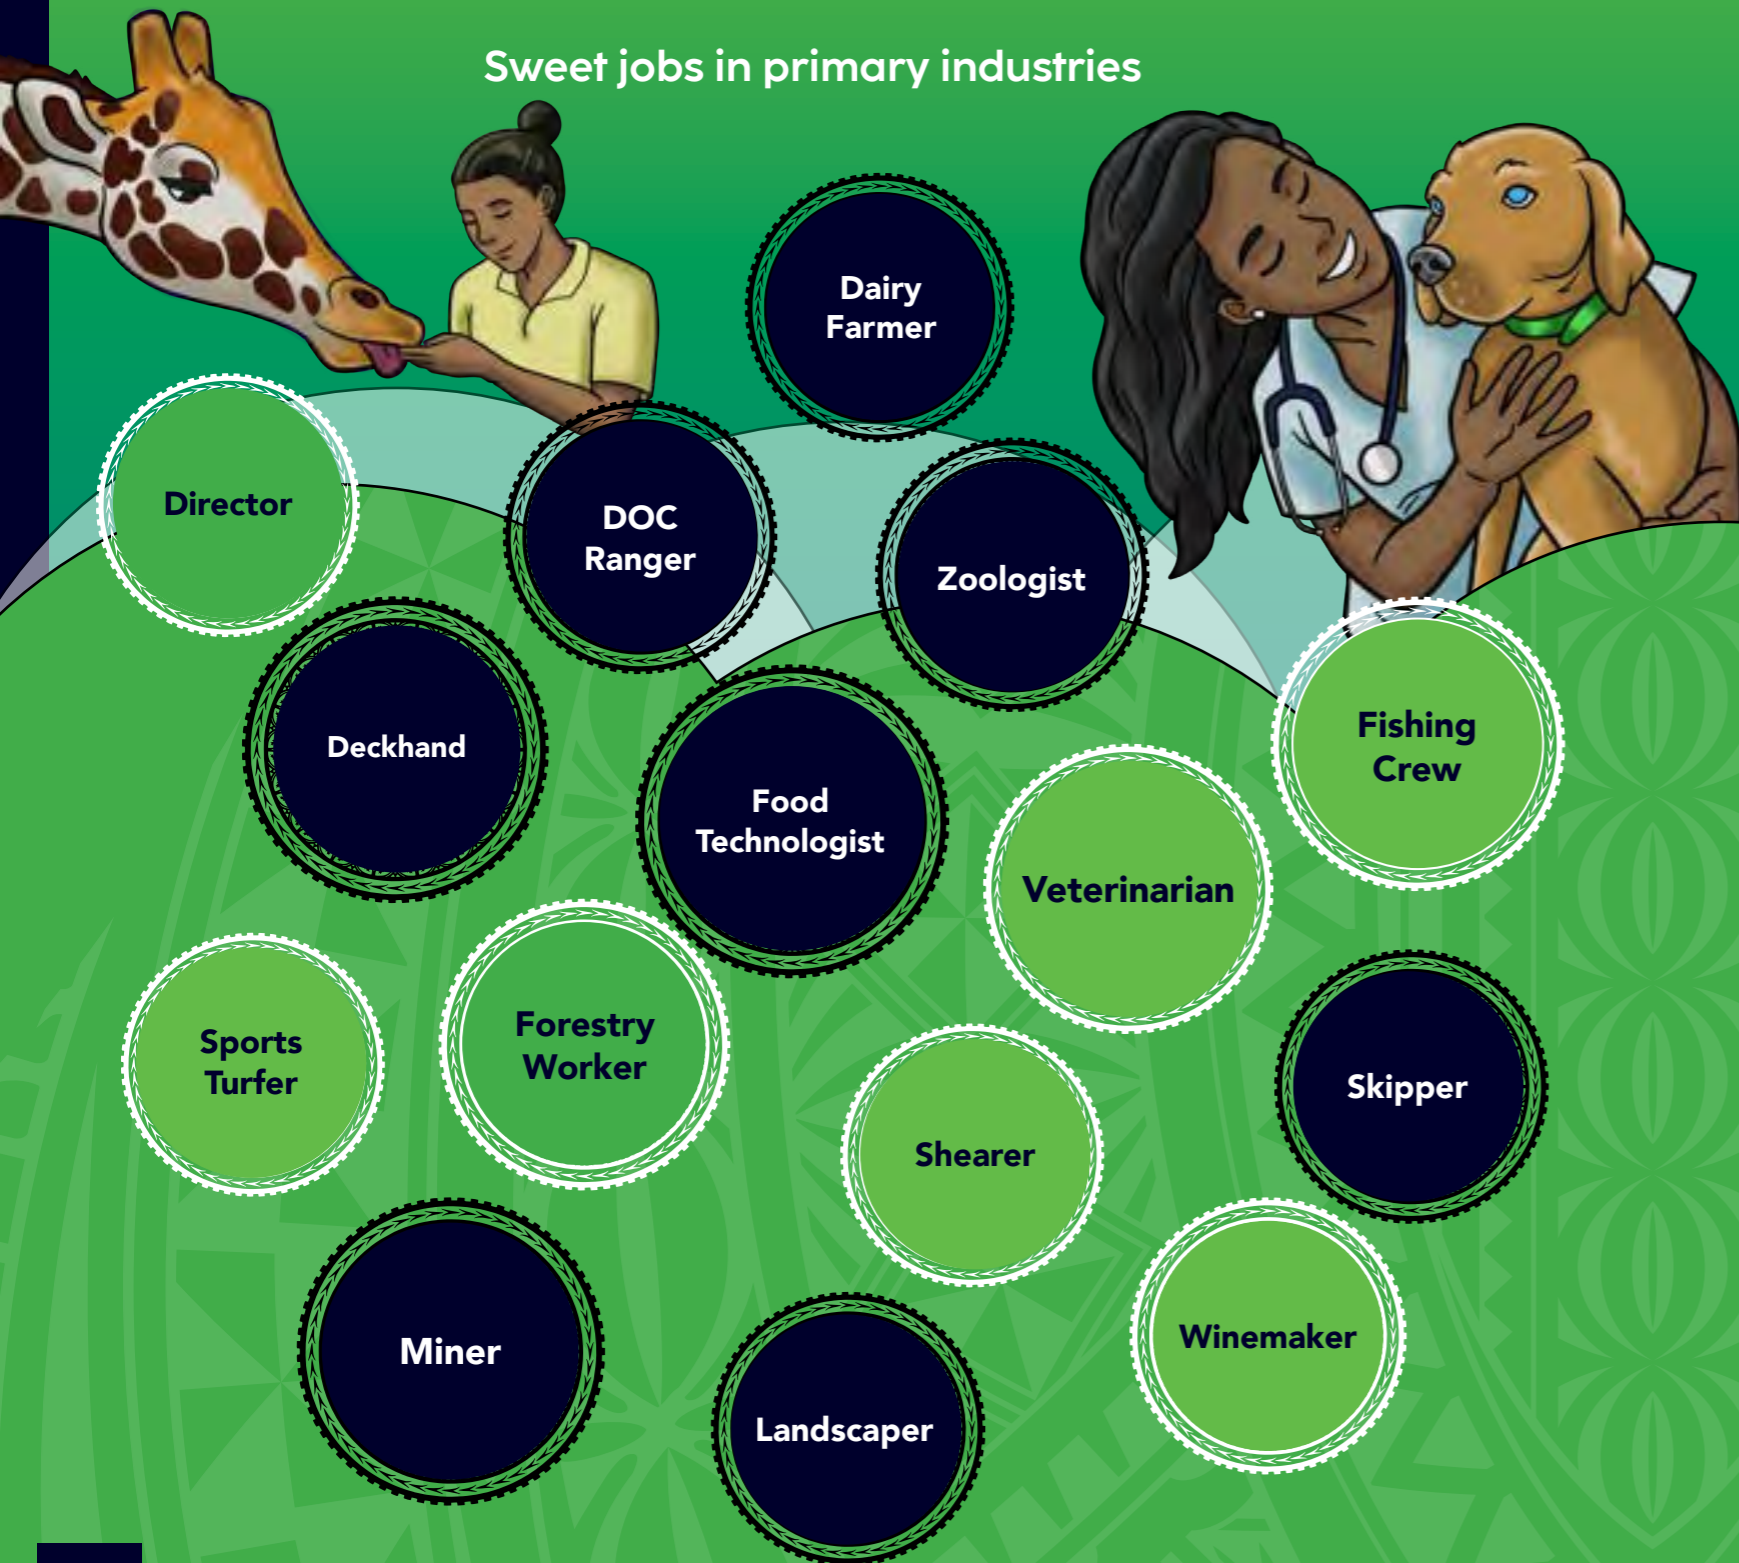 Sweet jobs in primary industries
Dairy
Farmer
Director
DOC
Ranger
Zoologist
Deckhand
Fishing
Crew
Food
Technologist
Veterinarian
Sports
Turfer
Forestry
Worker
Skipper
Shearer
Miner
Winemaker
Landscaper